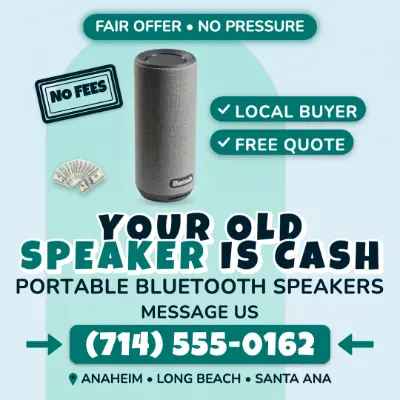 FAIR OFFER • NO PRESSURE
NO FEES
✓ LOCAL BUYER
✓ FREE QUOTE
Bluetooth
YOUR OLD
SPEAKER IS CASH
PORTABLE BLUETOOTH SPEAKERS
MESSAGE US
(714) 555-0162
ANAHEIM • LONG BEACH • SANTA ANA